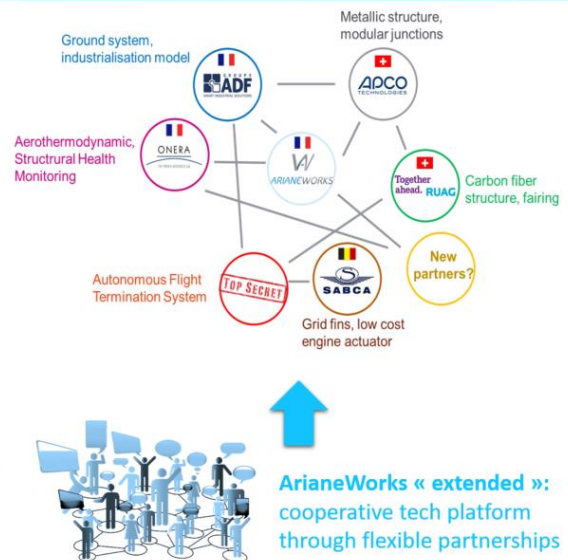 Metallic structure,
modular junctions
Ground system,
industrialisation model
GROUPE
ADF
APCO
TECHNOLOGIES
Aerothermodynamic,
Structrural Health
Monitoring
ONERA
ARIANEWORKS
Together
ahead. RUAG
Carbon fiber
structure, fairing
New
partners?
Autonomous Flight
Termination System
TOP SECRET
S
SABCA
Grid fins, low cost
engine actuator
ArianeWorks « extended »:
cooperative tech platform
through flexible partnerships